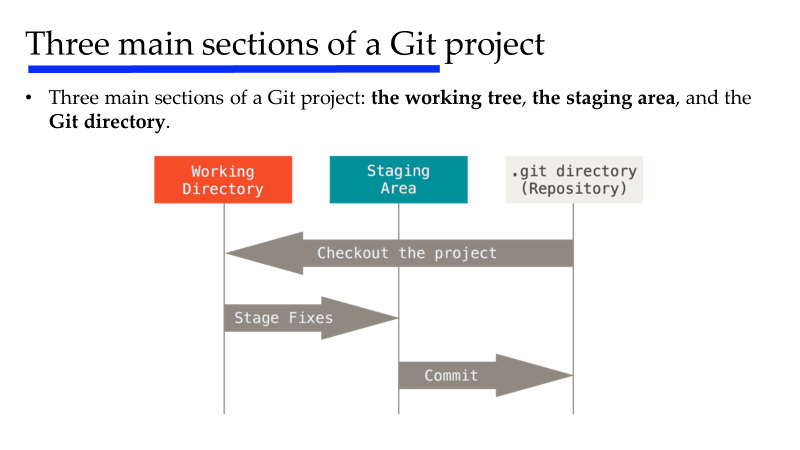 Three main sections of a Git project
• Three main sections of a Git project: the working tree, the staging area, and the
Git directory.
Working
Directory
Staging
Area
.git directory
(Repository)
Checkout the project
Stage Fixes
Commit